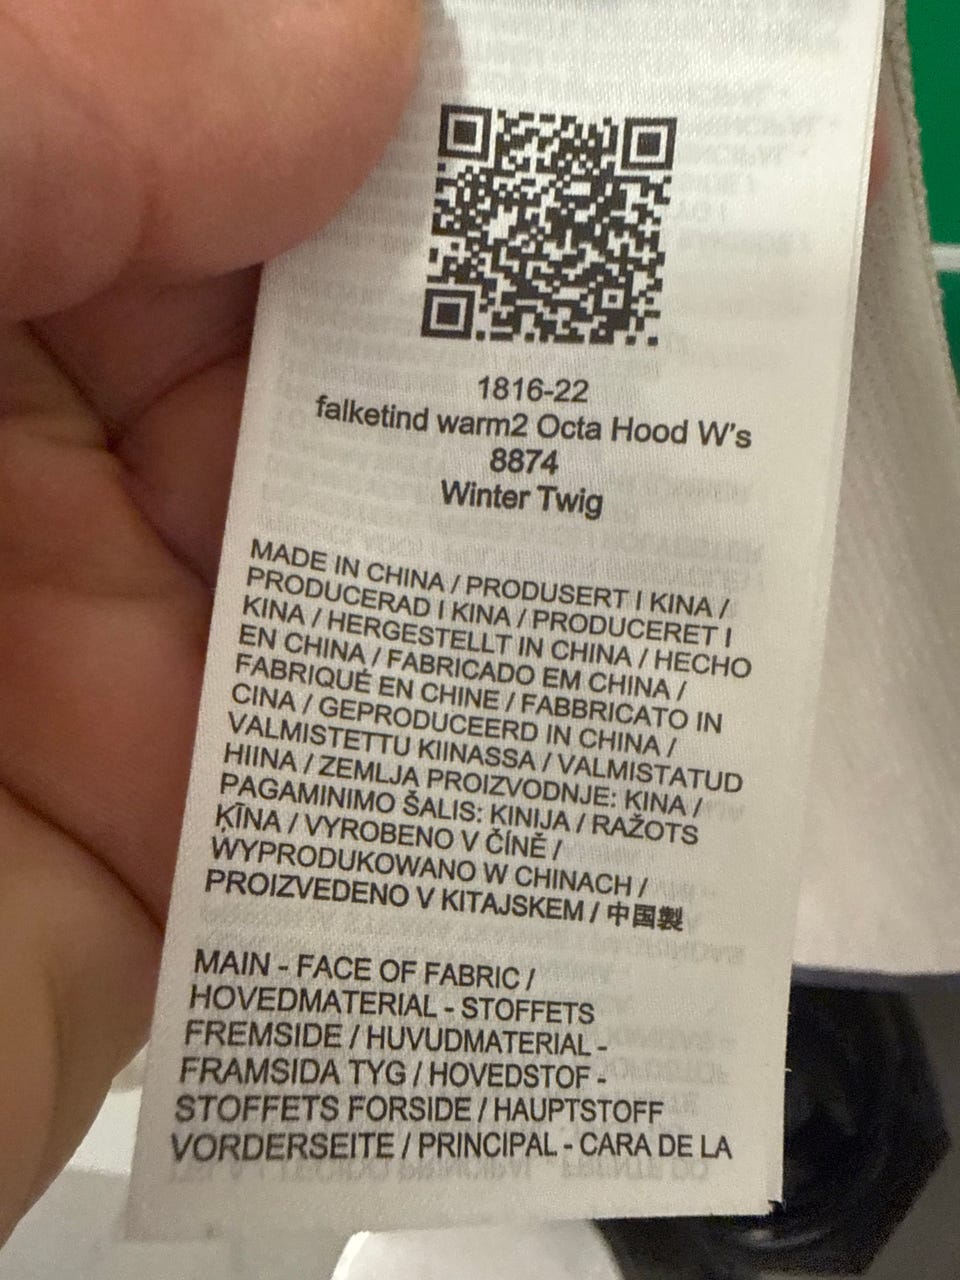 1816-22
falketind warm2 Octa Hood W's
8874
Winter Twig
MADE IN CHINA / PRODUSERT I KINA /
PRODUCERAD I KINA / PRODUCERET I
KINA / HERGESTELLT IN CHINA / HECHO
EN CHINA / FABRICADO EM CHINA /
FABRIQUÉ EN CHINE / FABBRICATO IN
CINA / GEPRODUCEERD IN CHINA /
VALMISTETTU KIINASSA / VALMISTATUD
HIINA / ZEMLJA PROIZVODNJE: KINA /
PAGAMINIMO ŠALIS: KINIJA / RAŽOTS
ĶĪNA / VYROBENO V ČÍNĚ /
WYPRODUKOWANO W CHINACH /
PROIZVEDENO V KITAJSKEM / 中国製
MAIN - FACE OF FABRIC /
HOVEDMATERIAL - STOFFETS
FREMSIDE / HUVUDMATERIAL -
FRAMSIDA TYG / HOVEDSTOF -
STOFFETS FORSIDE / HAUPTSTOFF
VORDERSEITE / PRINCIPAL - CARA DE LA